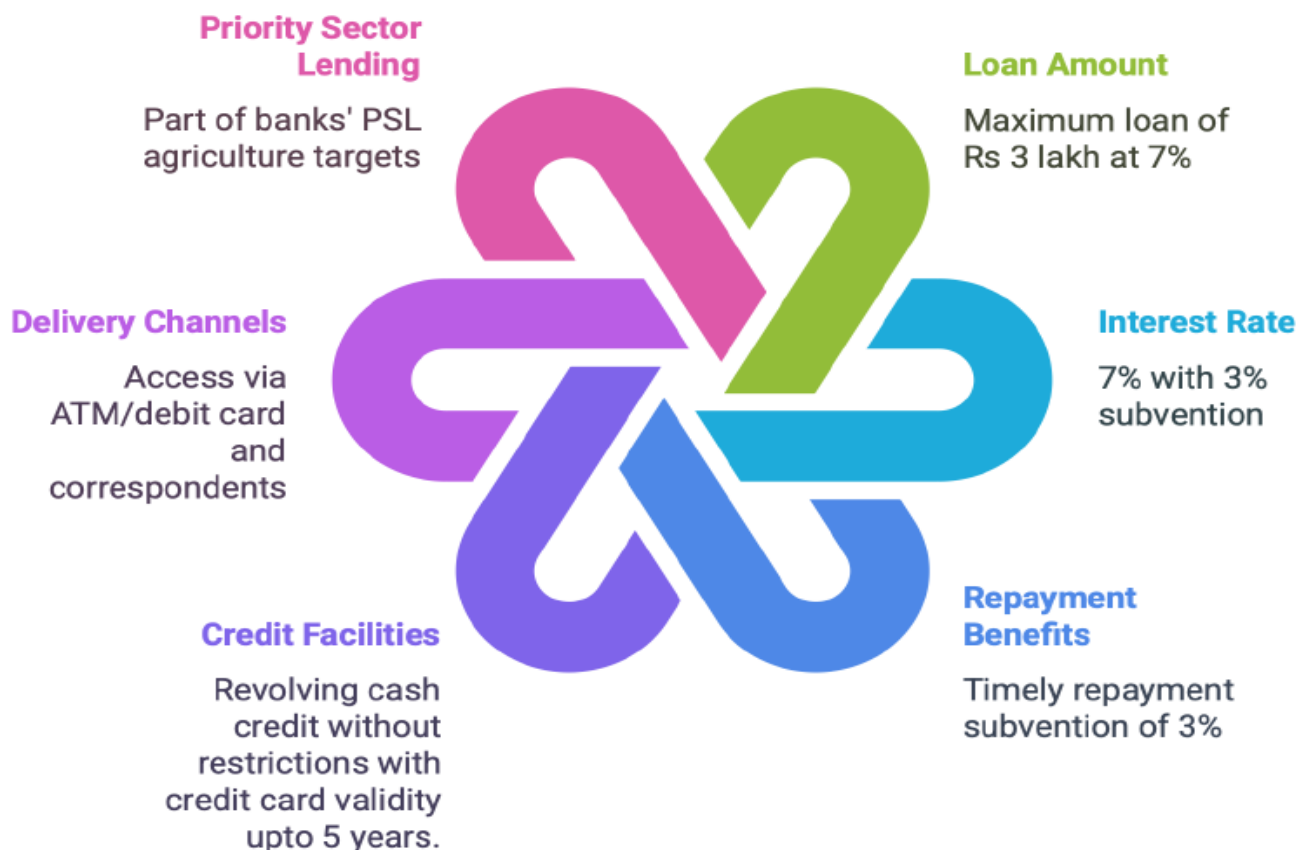 Priority Sector
Lending
Part of banks' PSL
agriculture targets
Loan Amount
Maximum loan of
Rs 3 lakh at 7%
Delivery Channels
Access via
ATM/debit card
and
correspondents
Interest Rate
7% with 3%
subvention
Credit Facilities
Revolving cash
credit without
restrictions with
credit card validity
upto 5 years.
Repayment
Benefits
Timely repayment
subvention of 3%